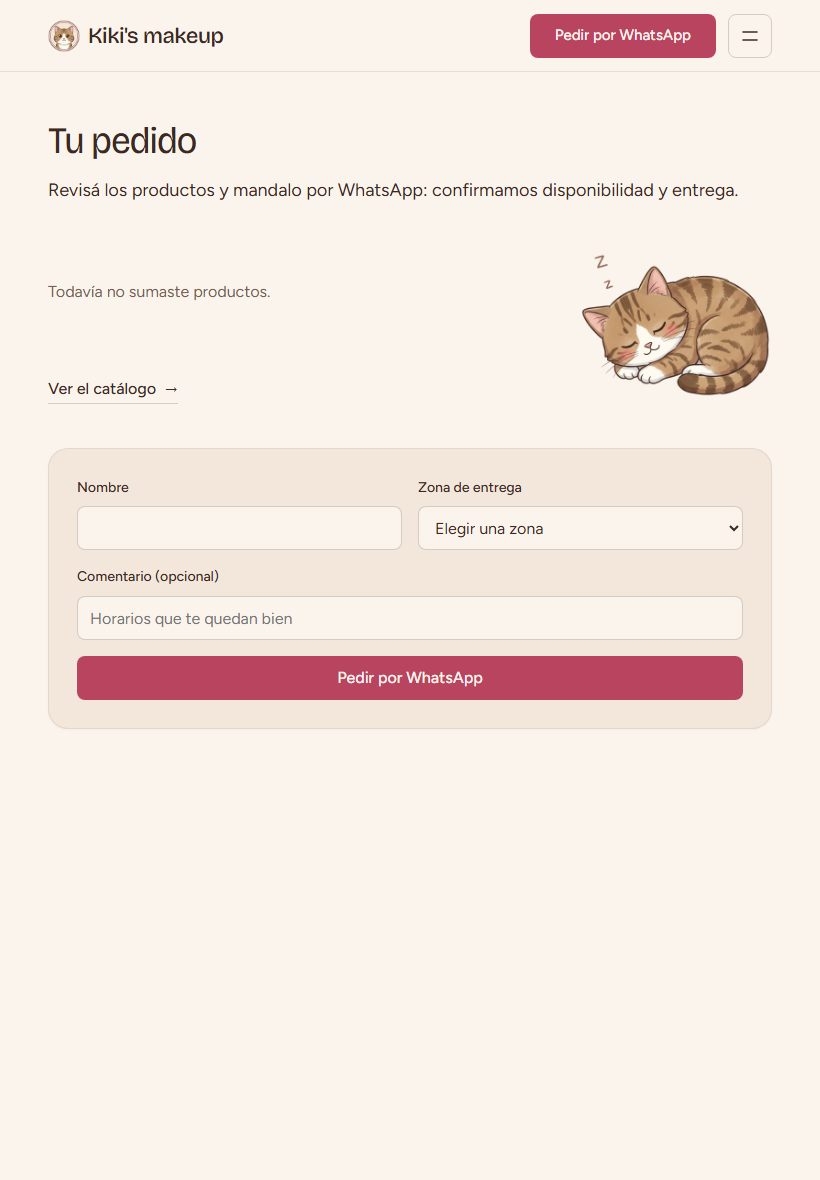 Kiki's makeup
Pedir por WhatsApp
Tu pedido
Revisá los productos y mandalo por WhatsApp: confirmamos disponibilidad y entrega.
Z
z
Todavía no sumaste productos.
Ver el catálogo →
Nombre
Zona de entrega
Elegir una zona
Comentario (opcional)
Horarios que te quedan bien
Pedir por WhatsApp